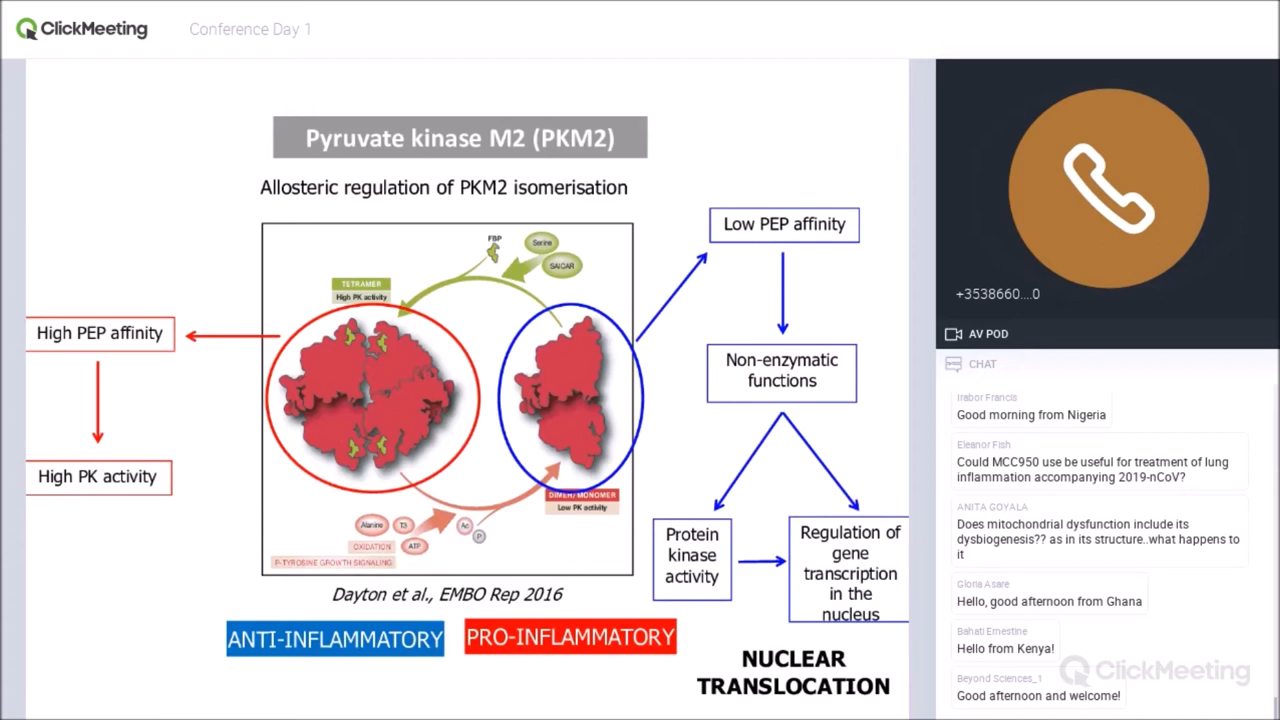 ClickMeeting
Conference Day 1
Pyruvate kinase M2 (PKM2)
Allosteric regulation of PKM2 isomerisation
FBP
Serine
SAICAR
TETRAMER
High PK activity
Low PEP affinity
High PEP affinity
High PK activity
Non-enzymatic
functions
DIMER/MONOMER
Low PK activity
Alanine
T3
Ac
P
OXIDATION
ATP
P-TYROSINE GROWTH SIGNALING
Protein
kinase
activity
Regulation of
gene
transcription
in the
nucleus
Dayton et al., EMBO Rep 2016
ANTI-INFLAMMATORY
PRO-INFLAMMATORY
NUCLEAR
TRANSLOCATION
+3538660....0
AV POD
CHAT
Irabor Francis
Good morning from Nigeria
Eleanor Fish
Could MCC950 use be useful for treatment of lung
inflammation accompanying 2019-nCoV?
ANITA GOYALA
Does mitochondrial dysfunction include its
dysbiogenesis?? as in its structure..what happens to
it
Gloria Asare
Hello, good afternoon from Ghana
Bahati Ernestine
Hello from Kenya!
Beyond Sciences_1
Good afternoon and welcome!
ClickMeeting